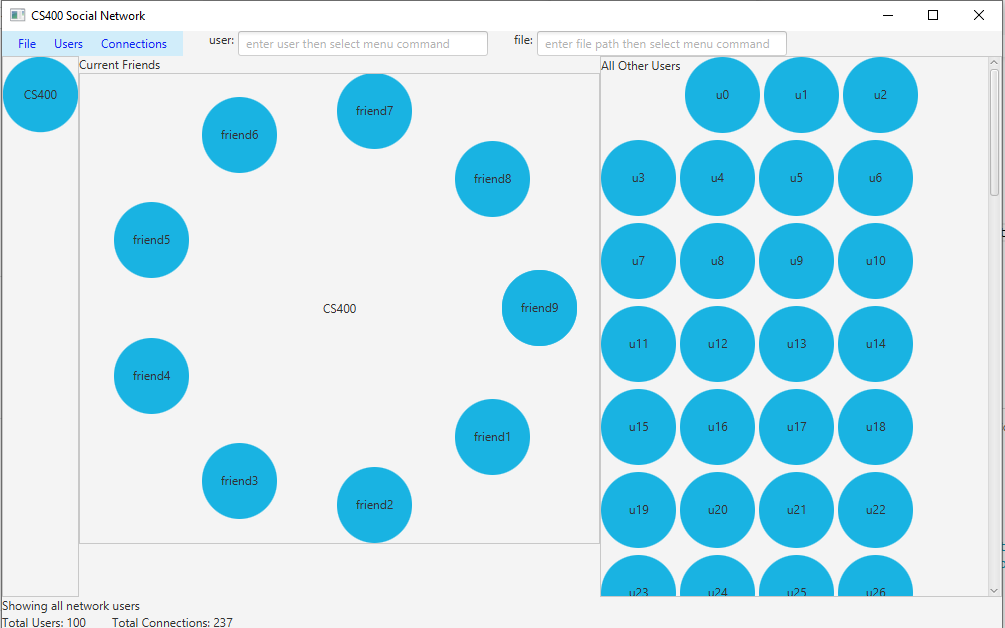 CS400 Social Network
File Users Connections user: enter user then select menu command file: enter file path then select menu command
CS400
Current Friends
friend7
friend6
friend8
friend5
friend9
CS400
friend4
friend1
friend3
friend2
All Other Users
u0 u1 u2
u3 u4 u5 u6
u7 u8 u9 u10
u11 u12 u13 u14
u15 u16 u17 u18
u19 u20 u21 u22
u23 u24 u25 u26
Showing all network users
Total Users: 100 Total Connections: 237